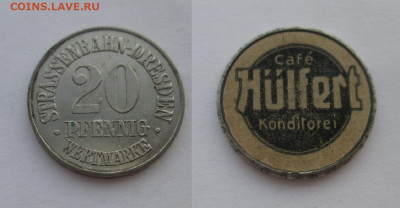 COINS.LAVE.RU
STRASSENBAHN-DRESDEN
20
PFENNIG
WERTMARKE
Café
Hülfert
Konditorei